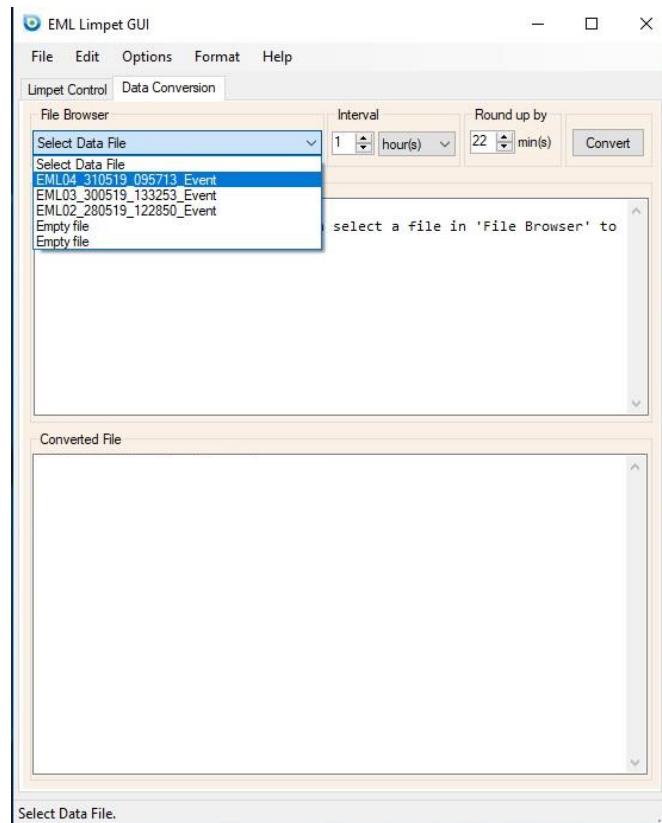 EML Limpet GUI
File Edit Options Format Help
Limpet Control Data Conversion
File Browser Interval Round up by
Select Data File 1 hour(s) 22 min(s) Convert
Select Data File
EML04_310519_095713_Event
EML03_300519_133253_Event
EML02_280519_122850_Event
Empty file
Empty file
select a file in 'File Browser' to
Converted File
Select Data File.